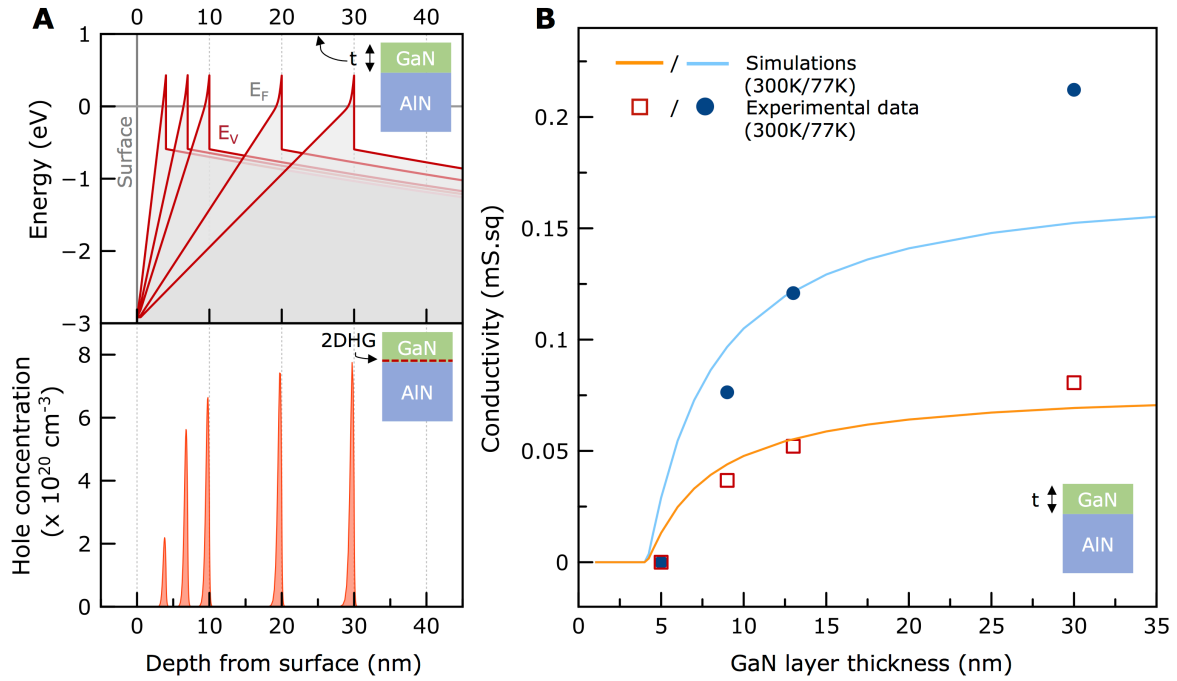 A
0 10 20 30 40
1
0
−1
−2
−3
Energy (eV)
Surface
E_F
E_V
t
GaN
AlN
8
6
4
2
0
Hole concentration
(x 10²⁰ cm⁻³)
2DHG
GaN
AlN
0 10 20 30 40
Depth from surface (nm)
B
/ Simulations
(300K/77K)
/ Experimental data
(300K/77K)
0.2
0.15
0.1
0.05
0
Conductivity (mS.sq)
t
GaN
AlN
0 5 10 15 20 25 30 35
GaN layer thickness (nm)